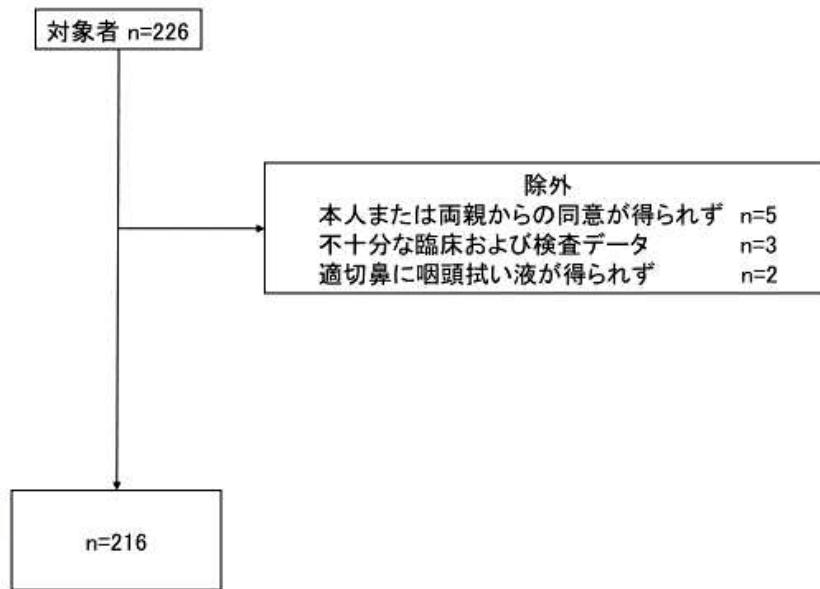 対象者 n=226
除外
本人または両親からの同意が得られず n=5
不十分な臨床および検査データ n=3
適切鼻に咽頭拭い液が得られず n=2
n=216